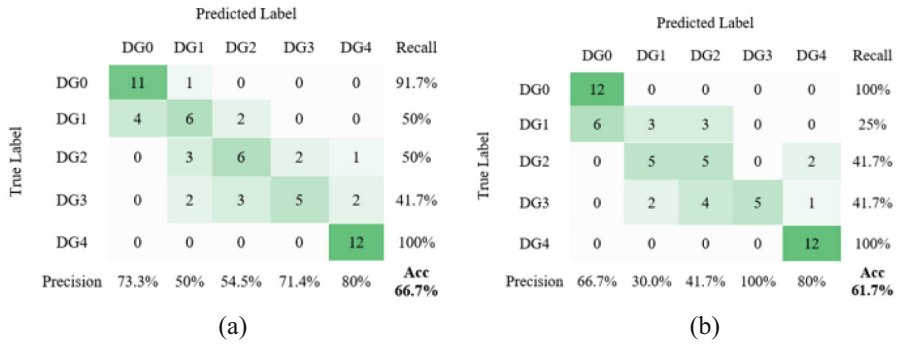 Predicted Label
DG0 DG1 DG2 DG3 DG4 Recall
DG0 11 1 0 0 0 91.7%
DG1 4 6 2 0 0 50%
DG2 0 3 6 2 1 50%
DG3 0 2 3 5 2 41.7%
DG4 0 0 0 0 12 100%
Precision 73.3% 50% 54.5% 71.4% 80% Acc 66.7%
True Label
(a)
Predicted Label
DG0 DG1 DG2 DG3 DG4 Recall
DG0 12 0 0 0 0 100%
DG1 6 3 3 0 0 25%
DG2 0 5 5 0 2 41.7%
DG3 0 2 4 5 1 41.7%
DG4 0 0 0 0 12 100%
Precision 66.7% 30.0% 41.7% 100% 80% Acc 61.7%
True Label
(b)